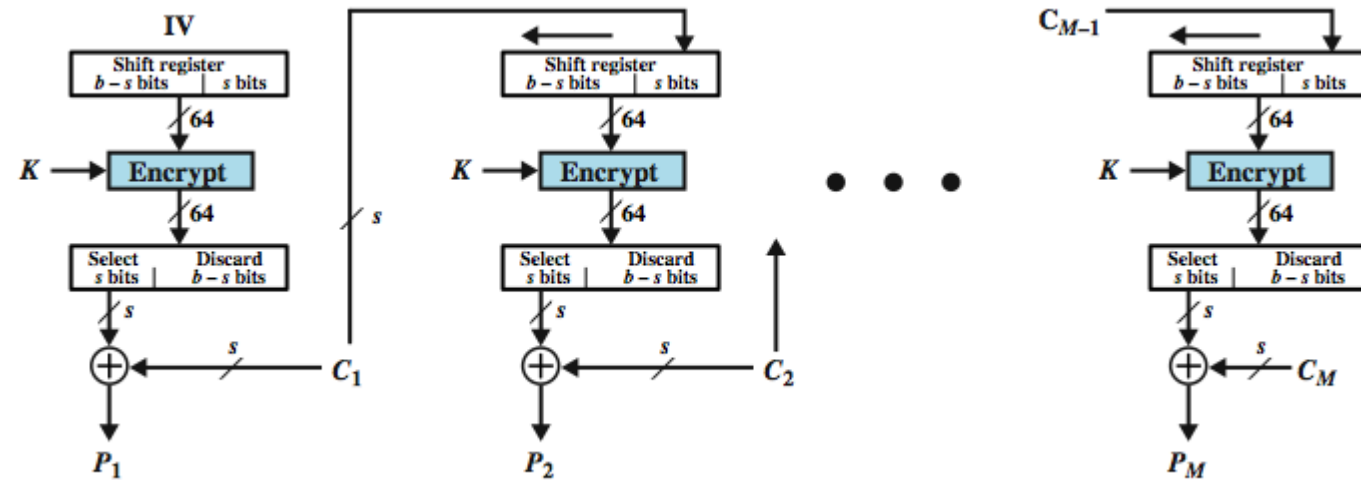 IV
Shift register
b – s bits | s bits
64
K
Encrypt
64
Select Discard
s bits | b – s bits
s
s
C1
P1
s
Shift register
b – s bits | s bits
64
K
Encrypt
64
Select Discard
s bits | b – s bits
s
s
C2
P2
CM–1
Shift register
b – s bits | s bits
64
K
Encrypt
64
Select Discard
s bits | b – s bits
s
s
CM
PM